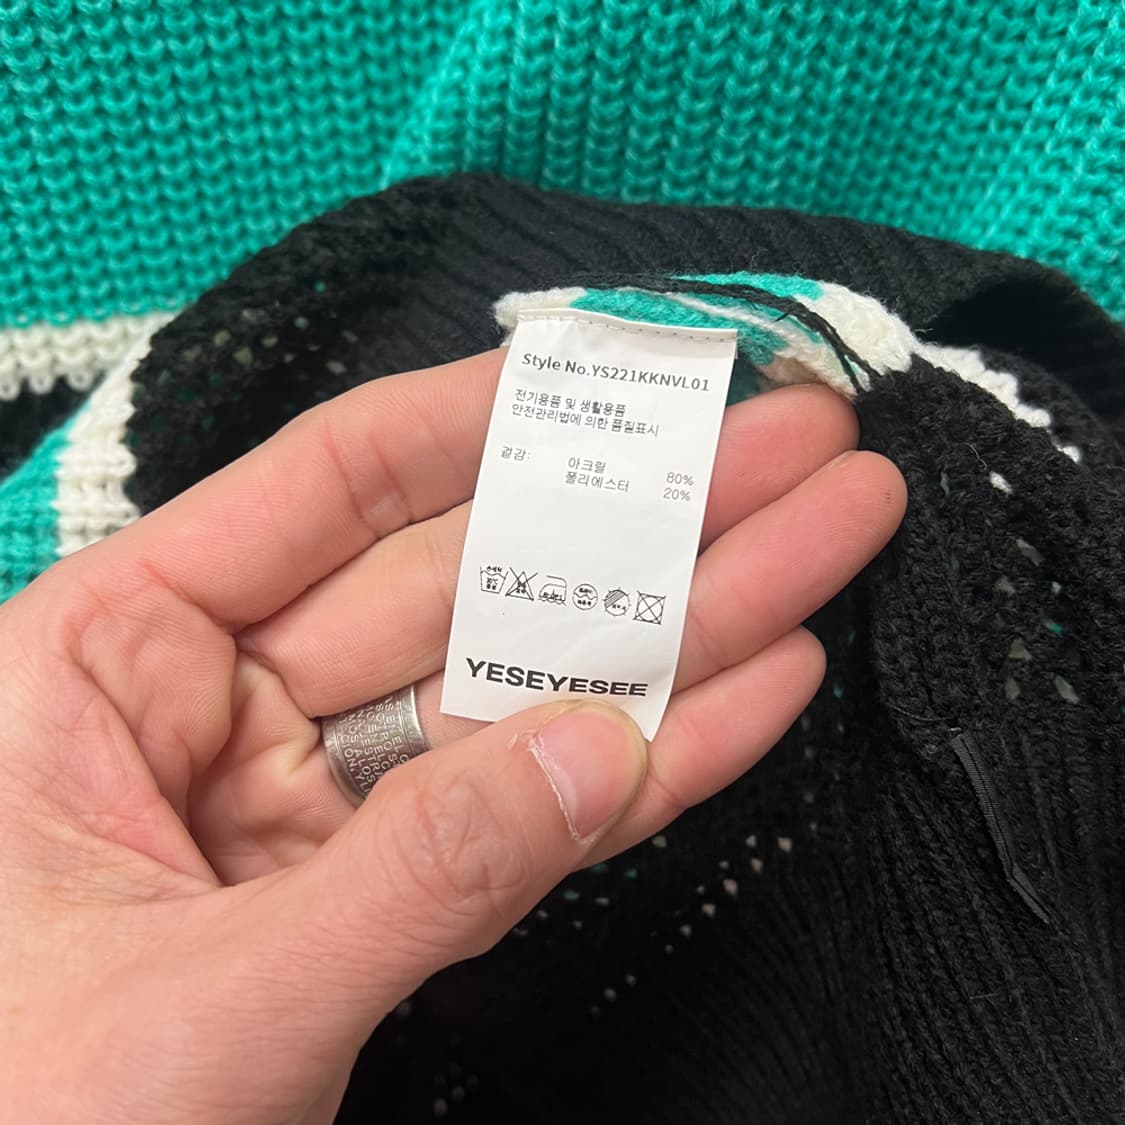 Style No.YS221KKNVL01
전기용품 및 생활용품
안전관리법에 의한 품질표시
겉감: 아크릴 80%
폴리에스터 20%
YESEYESEE